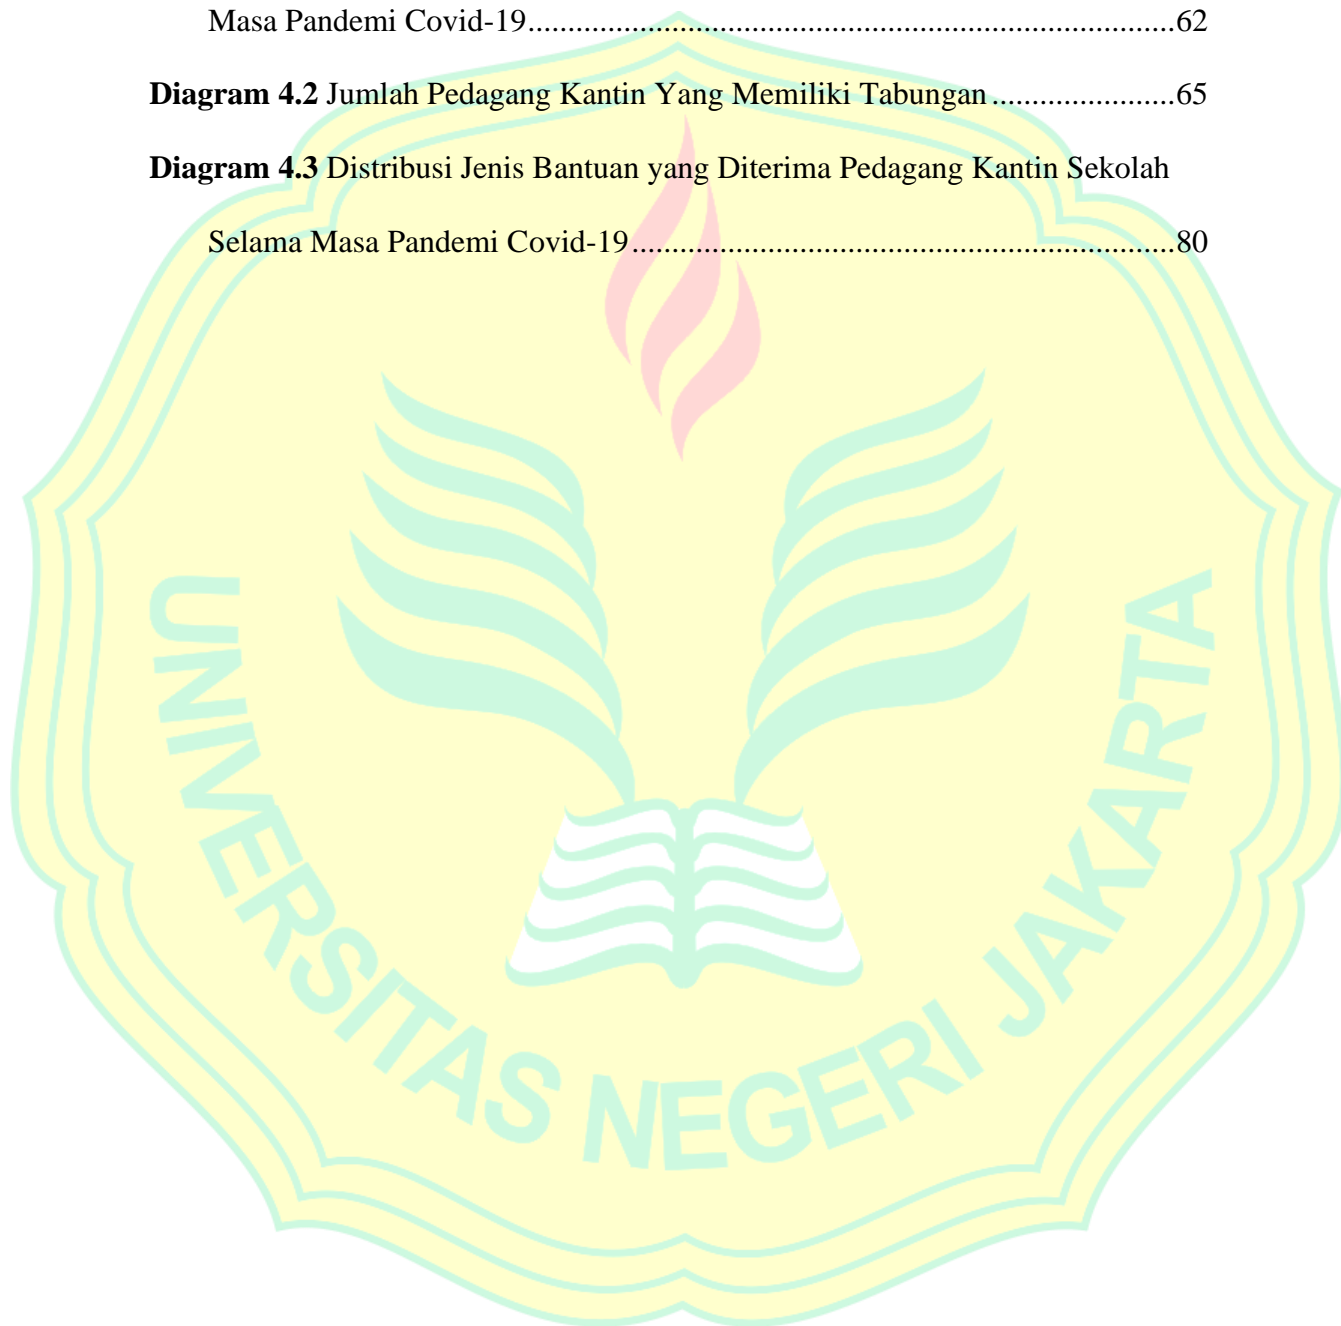 Masa Pandemi Covid-19.................................................................................62
Diagram 4.2 Jumlah Pedagang Kantin Yang Memiliki Tabungan.......................65
Diagram 4.3 Distribusi Jenis Bantuan yang Diterima Pedagang Kantin Sekolah
Selama Masa Pandemi Covid-19....................................................................80
UNIVERSITAS NEGERI JAKARTA